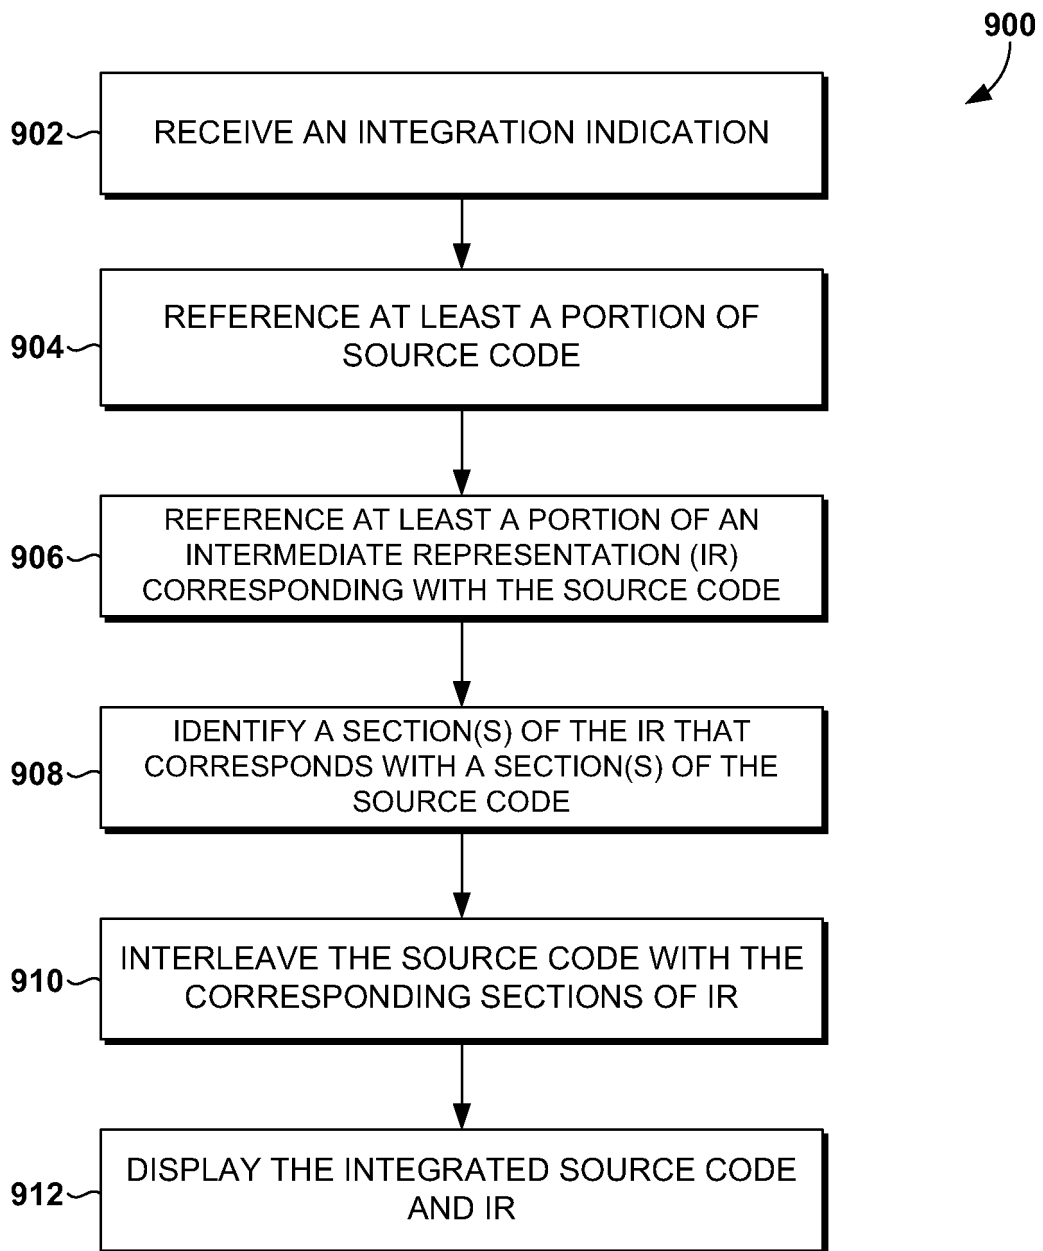 900
902
RECEIVE AN INTEGRATION INDICATION
904
REFERENCE AT LEAST A PORTION OF
SOURCE CODE
906
REFERENCE AT LEAST A PORTION OF AN
INTERMEDIATE REPRESENTATION (IR)
CORRESPONDING WITH THE SOURCE CODE
908
IDENTIFY A SECTION(S) OF THE IR THAT
CORRESPONDS WITH A SECTION(S) OF THE
SOURCE CODE
910
INTERLEAVE THE SOURCE CODE WITH THE
CORRESPONDING SECTIONS OF IR
912
DISPLAY THE INTEGRATED SOURCE CODE
AND IR